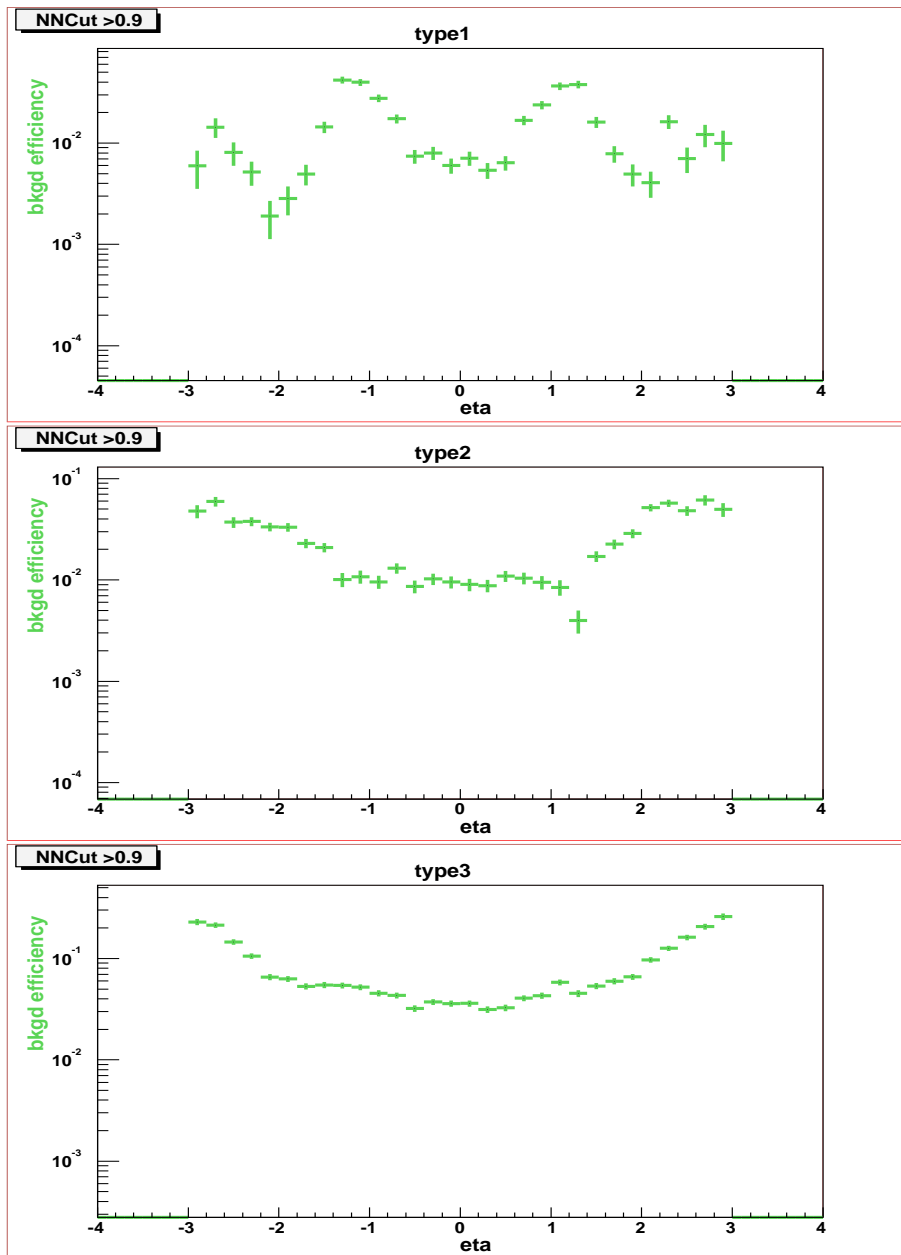 NNCut >0.9
type1
bkgd efficiency
10^-2
10^-3
10^-4
-4 -3 -2 -1 0 1 2 3 4
eta
NNCut >0.9
type2
bkgd efficiency
10^-1
10^-2
10^-3
10^-4
-4 -3 -2 -1 0 1 2 3 4
eta
NNCut >0.9
type3
bkgd efficiency
10^-1
10^-2
10^-3
-4 -3 -2 -1 0 1 2 3 4
eta